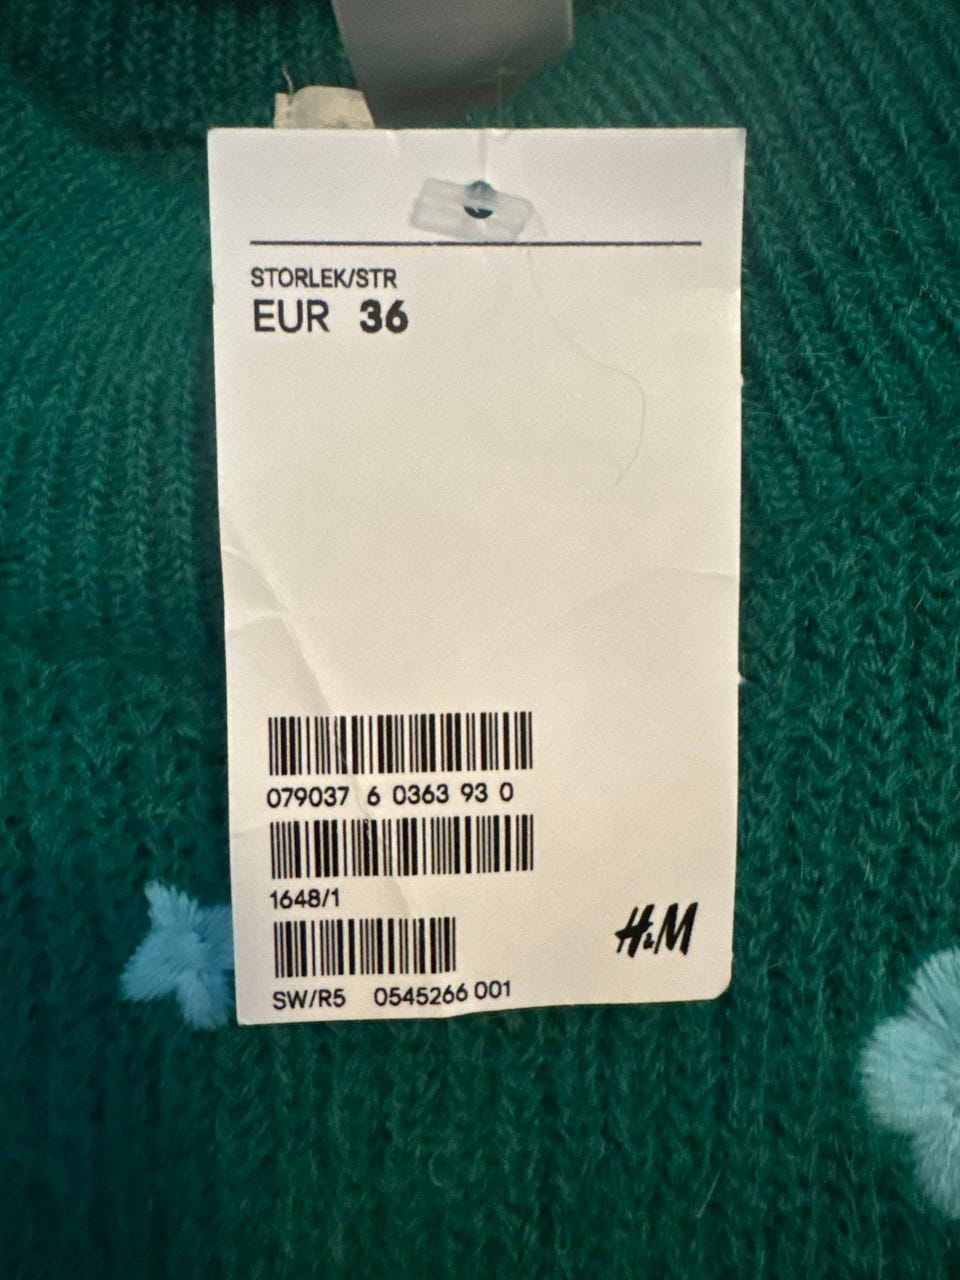 STORLEK/STR
EUR 36
079037 6 0363 93 0
1648/1
H&M
SW/R5 0545266 001